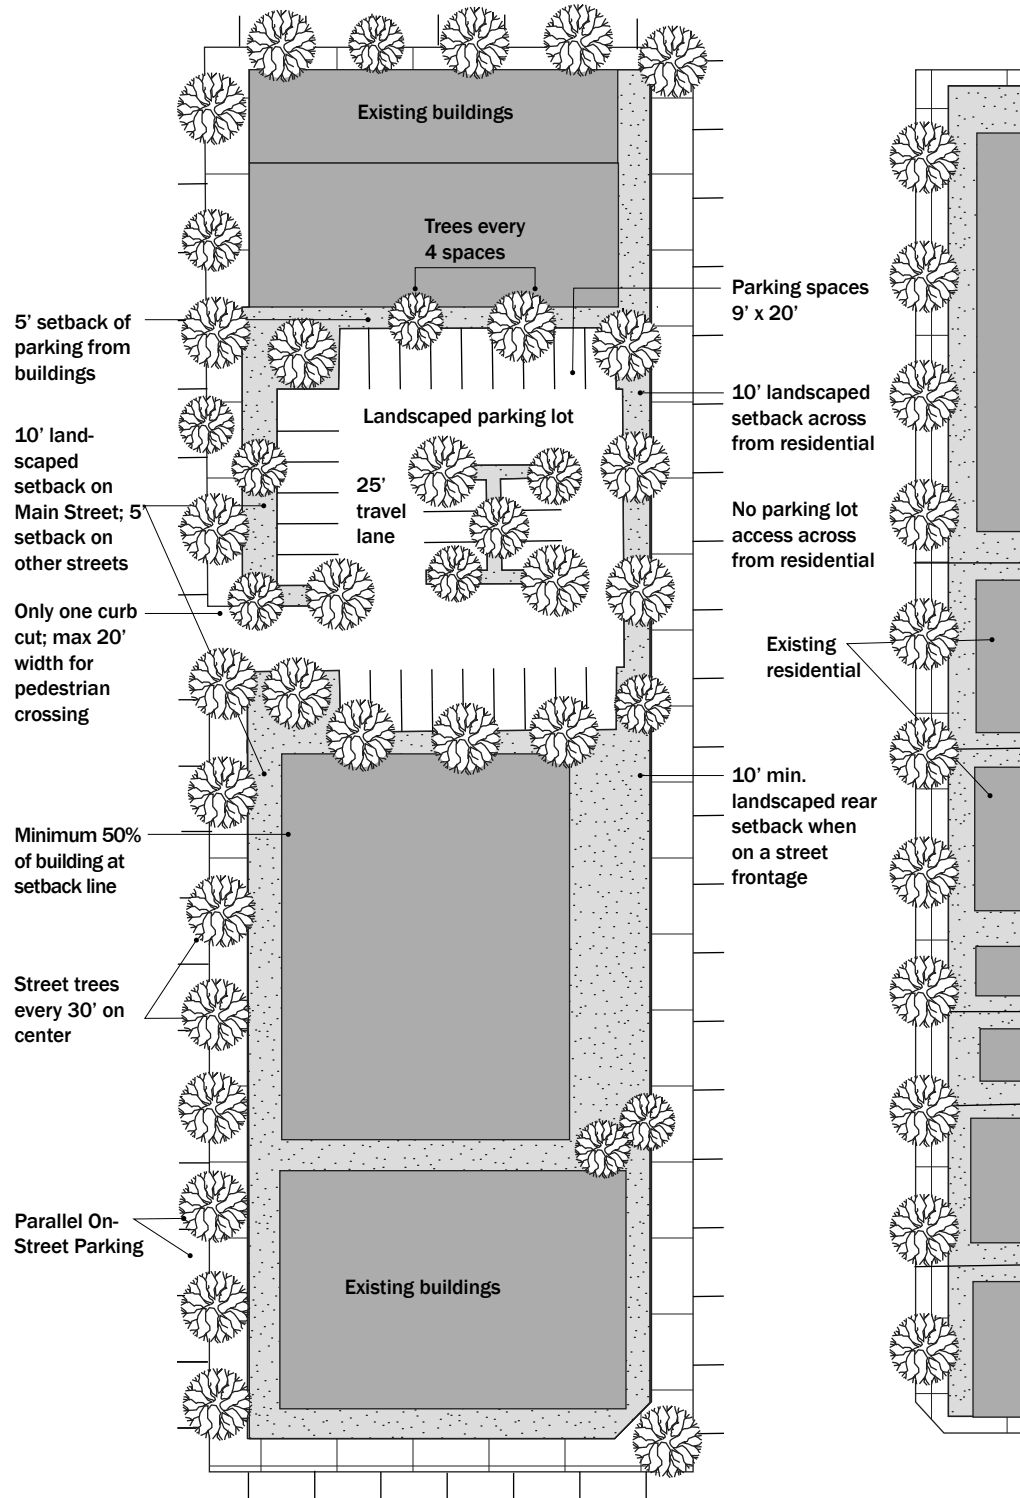 Existing buildings
Trees every
4 spaces
5' setback of
parking from
buildings
Parking spaces
9' x 20'
10' landscaped
setback across
from residential
Landscaped parking lot
10' land-
scaped
setback on
Main Street; 5'
setback on
other streets
25'
travel
lane
No parking lot
access across
from residential
Only one curb
cut; max 20'
width for
pedestrian
crossing
Existing
residential
10' min.
landscaped rear
setback when
on a street
frontage
Minimum 50%
of building at
setback line
Street trees
every 30' on
center
Parallel On-
Street Parking
Existing buildings